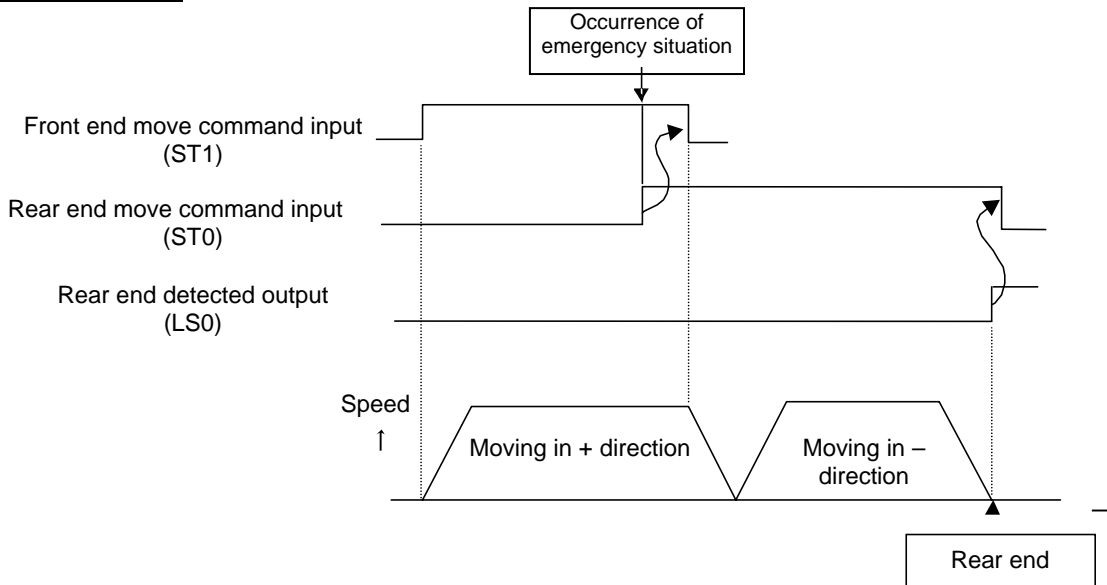 Occurrence of
emergency situation
Front end move command input
(ST1)
Rear end move command input
(ST0)
Rear end detected output
(LS0)
Speed
↑
Moving in + direction
Moving in –
direction
Rear end